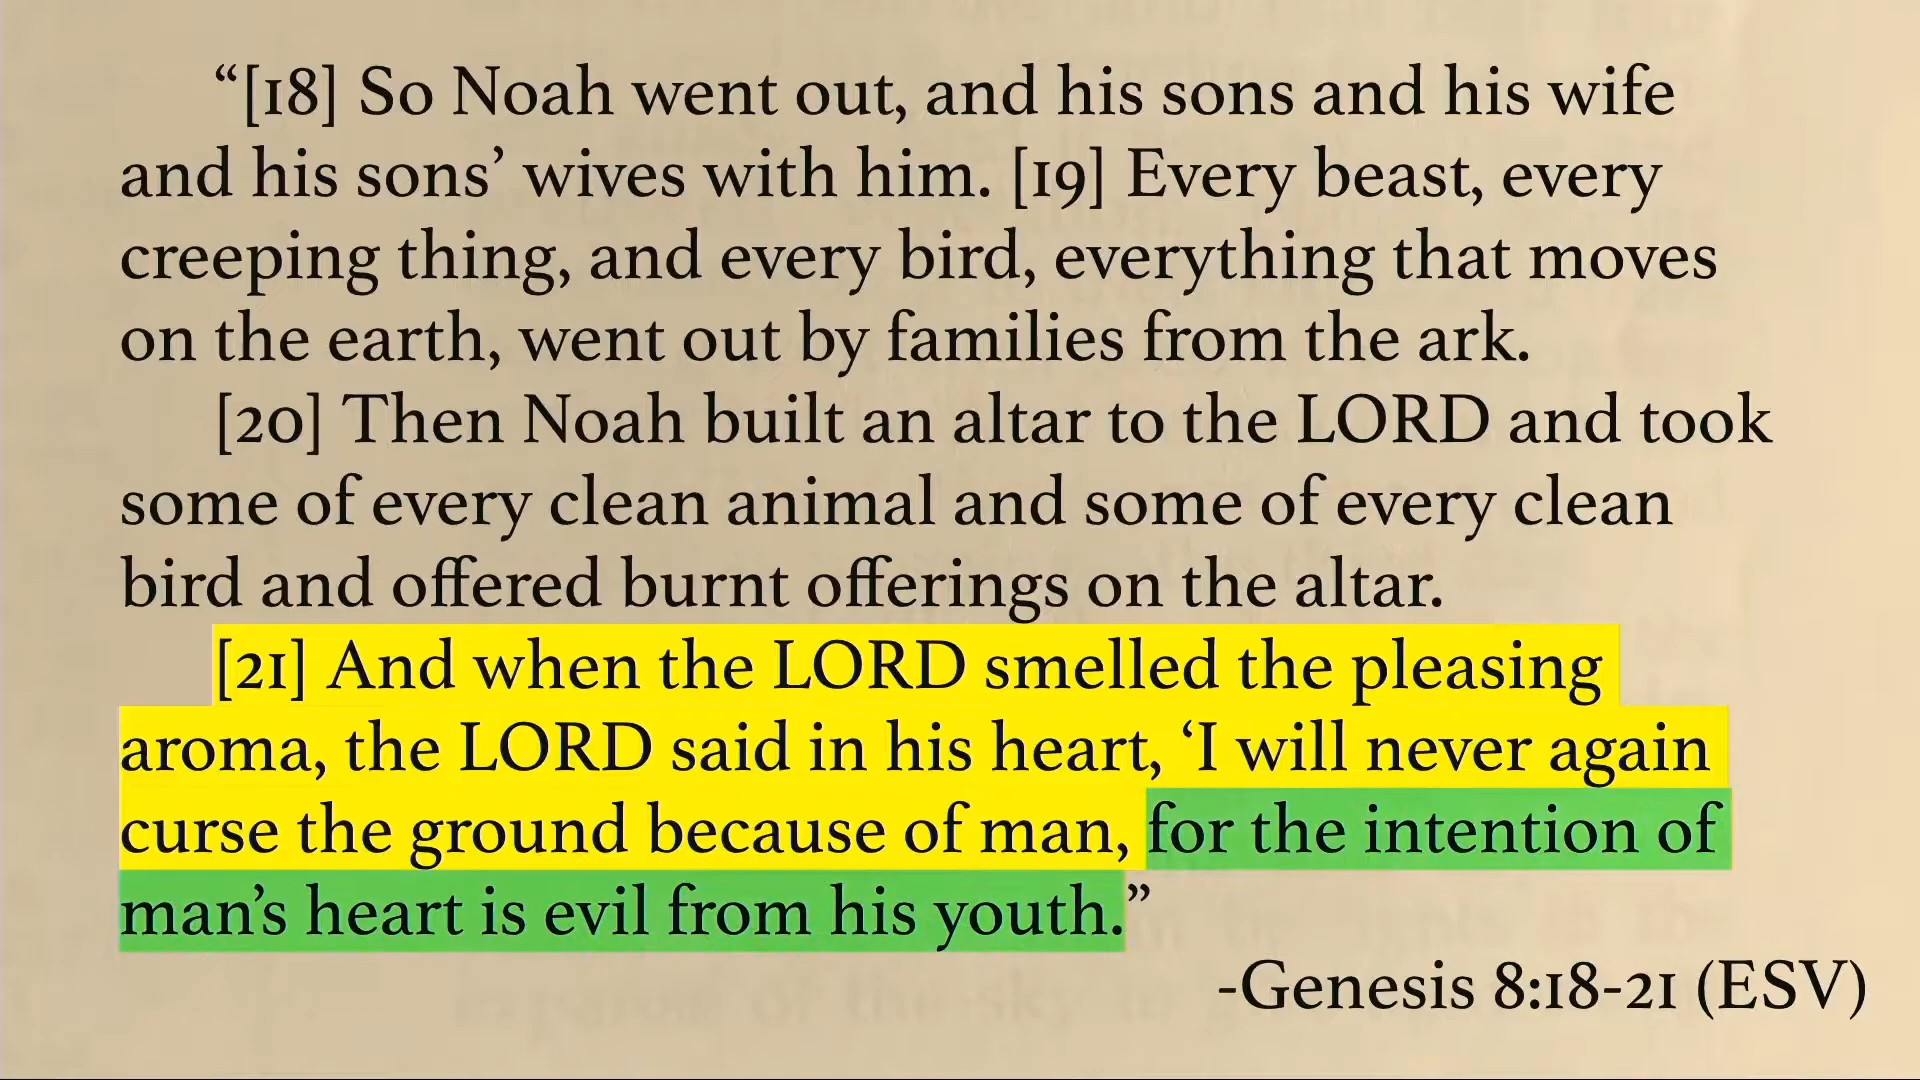 “[18] So Noah went out, and his sons and his wife
and his sons’ wives with him. [19] Every beast, every
creeping thing, and every bird, everything that moves
on the earth, went out by families from the ark.
[20] Then Noah built an altar to the LORD and took
some of every clean animal and some of every clean
bird and offered burnt offerings on the altar.
[21] And when the LORD smelled the pleasing
aroma, the LORD said in his heart, ‘I will never again
curse the ground because of man, for the intention of
man’s heart is evil from his youth.”
-Genesis 8:18-21 (ESV)